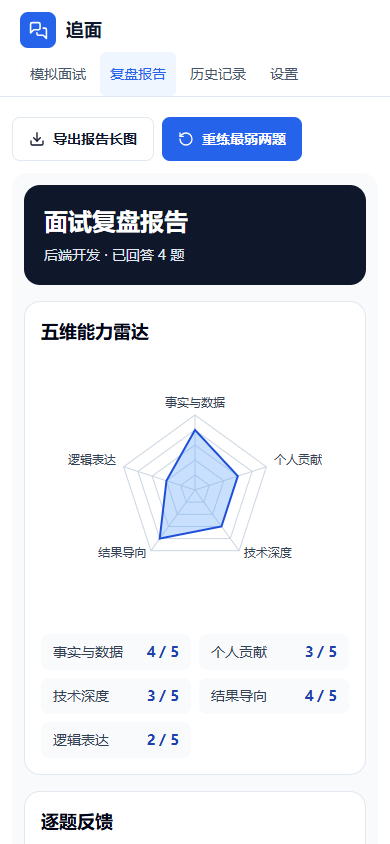 追面
模拟面试 复盘报告 历史记录 设置
导出报告长图 重练最弱两题
面试复盘报告
后端开发 · 已回答 4 题
五维能力雷达
事实与数据
逻辑表达 个人贡献
结果导向 技术深度
事实与数据 4 / 5 个人贡献 3 / 5
技术深度 3 / 5 结果导向 4 / 5
逻辑表达 2 / 5
逐题反馈